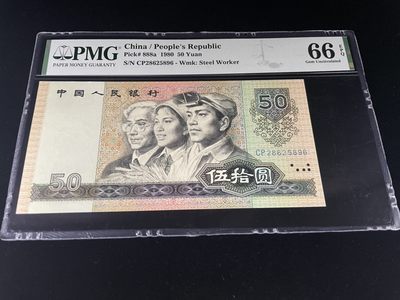 PMG
PAPER MONEY GUARANTY
China / People's Republic
Pick# 888a 1980 50 Yuan
S/N CP28625896 - Wmk: Steel Worker
66 EPQ
Gem Uncirculated
中国人民银行
50
CP28625896
50
伍拾圆